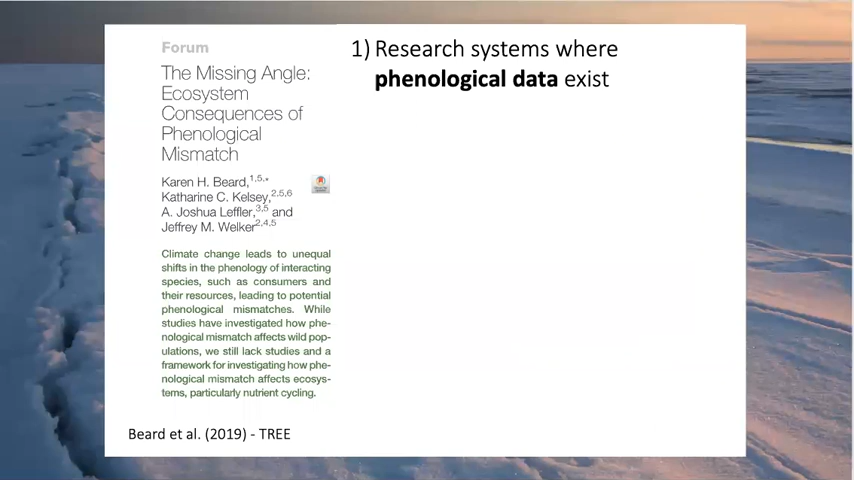 Forum
The Missing Angle:
Ecosystem
Consequences of
Phenological
Mismatch
Karen H. Beard,1,5,*
Katharine C. Kelsey,2,5,6
A. Joshua Leffler,3,5 and
Jeffrey M. Welker2,4,5
Climate change leads to unequal
shifts in the phenology of interacting
species, such as consumers and
their resources, leading to potential
phenological mismatches. While
studies have investigated how phe-
nological mismatch affects wild pop-
ulations, we still lack studies and a
framework for investigating how phe-
nological mismatch affects ecosys-
tems, particularly nutrient cycling.
Beard et al. (2019) - TREE
1) Research systems where
phenological data exist